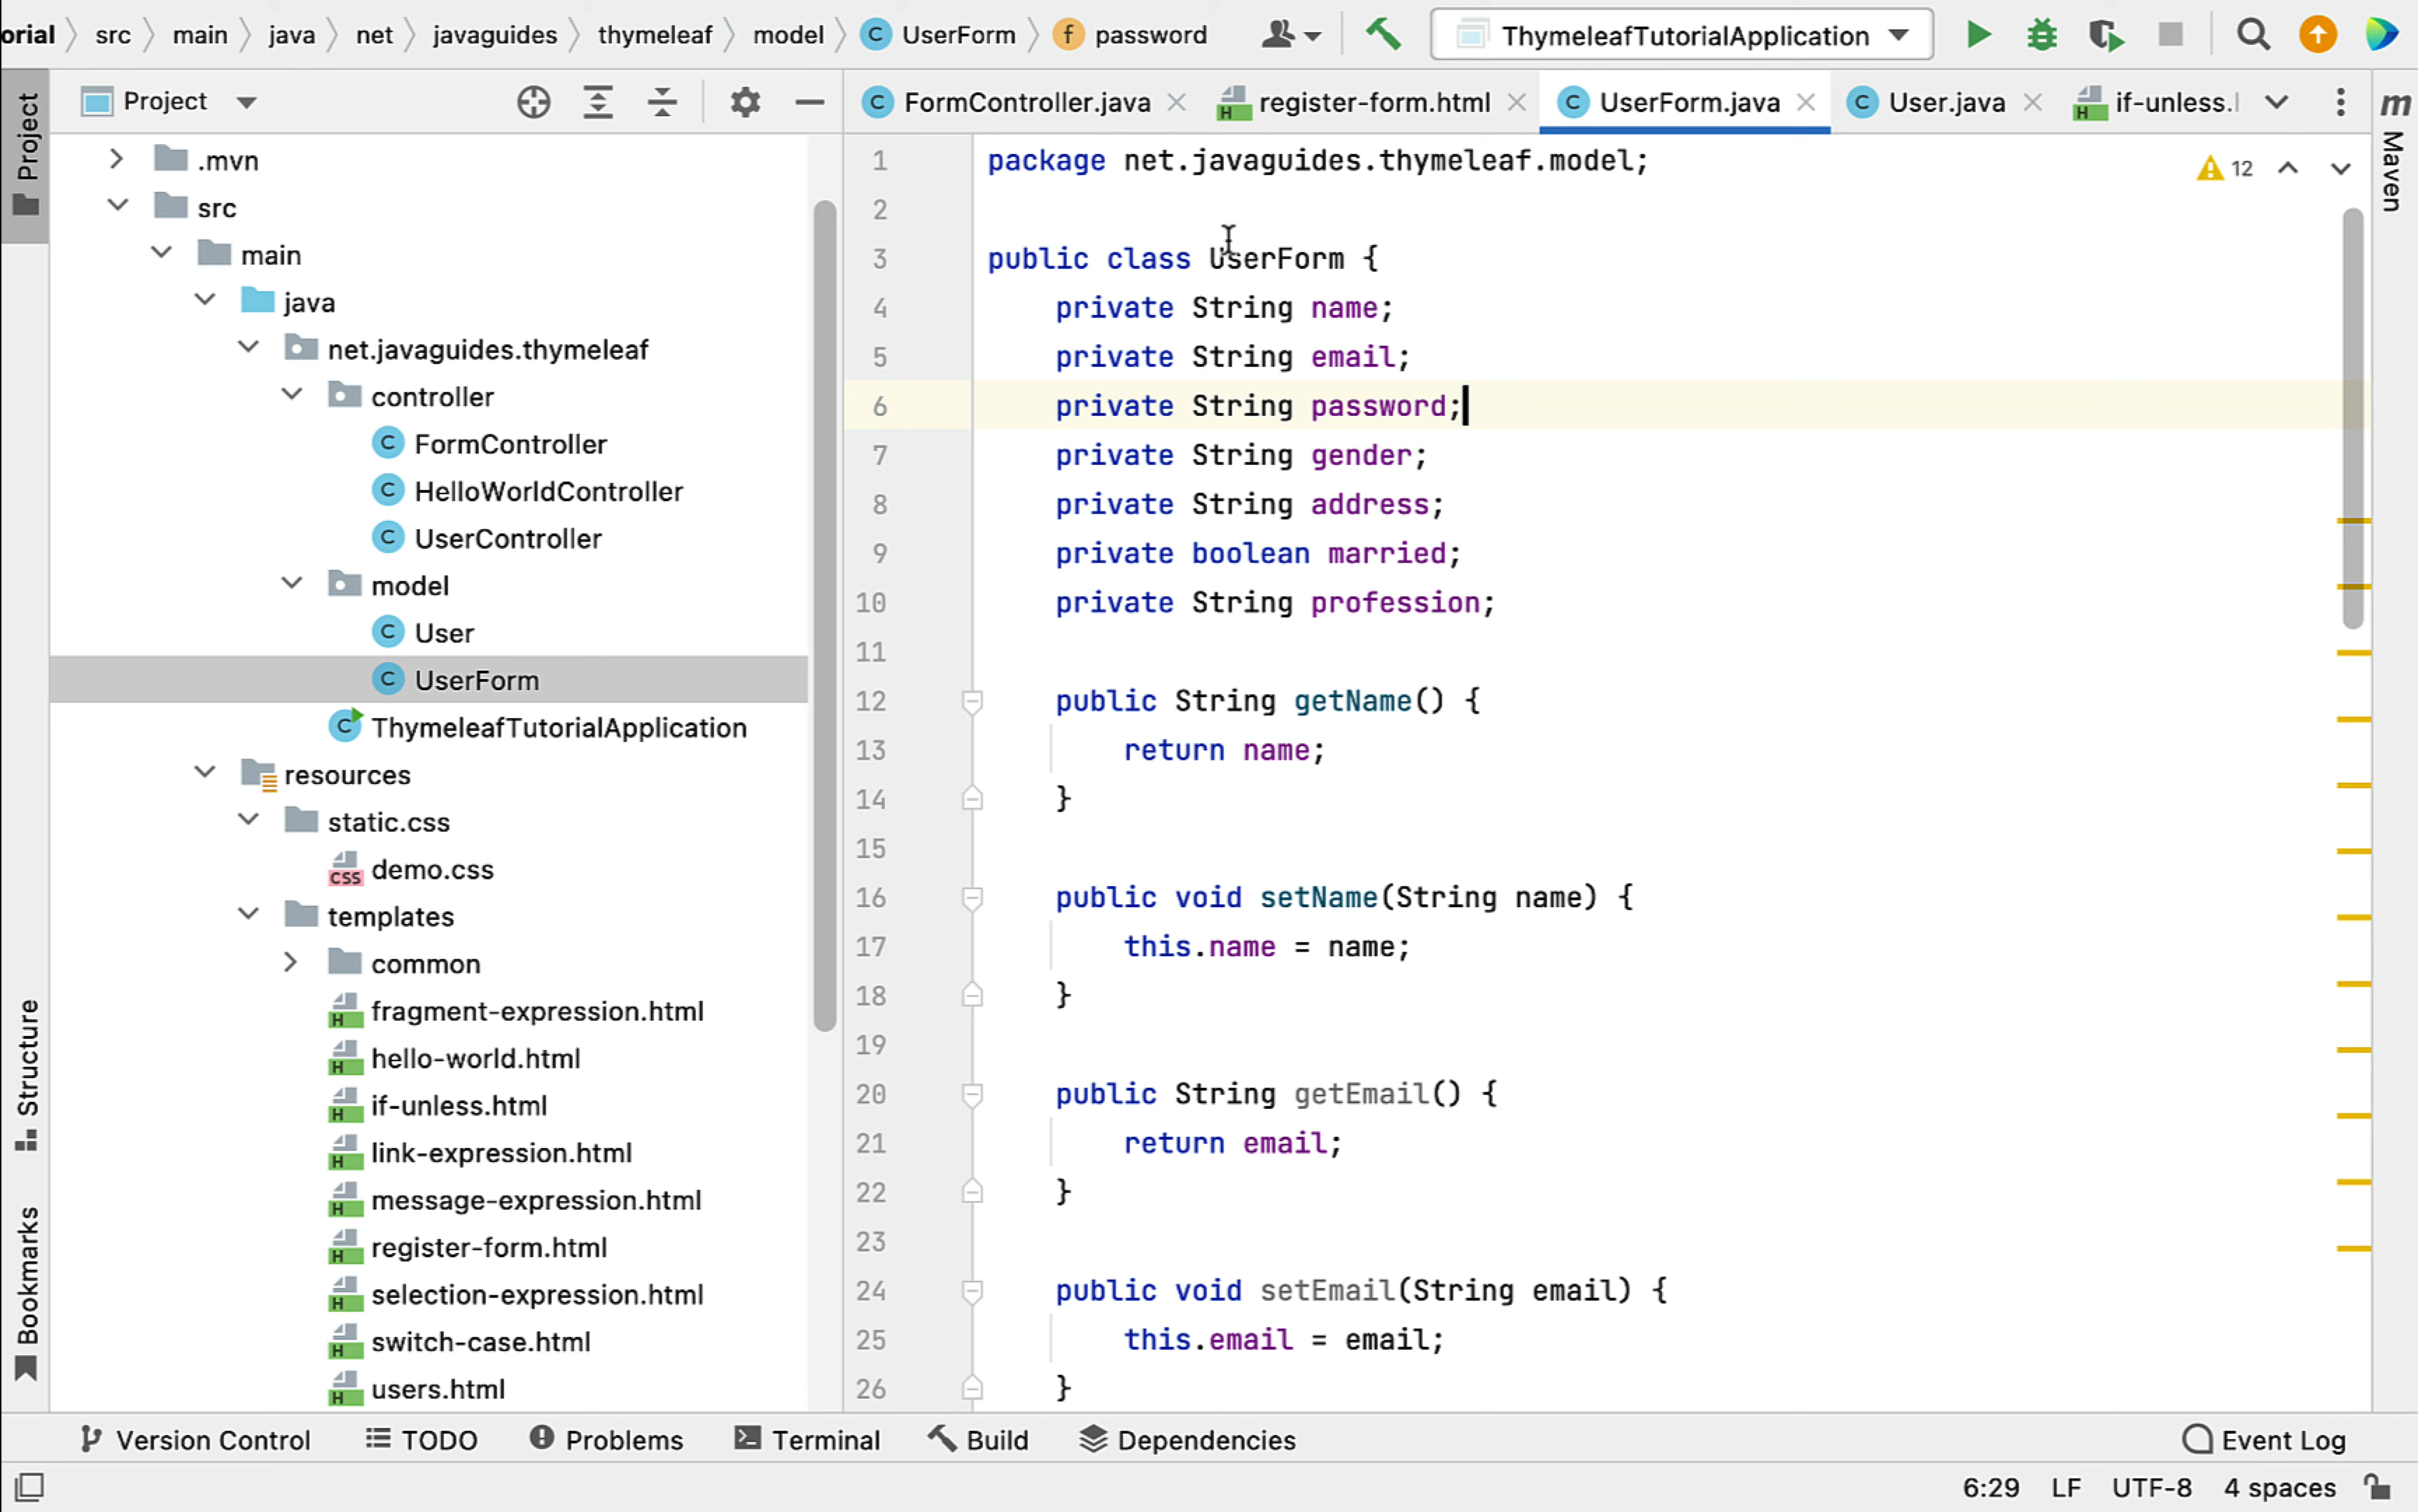 orial src main java net javaguides thymeleaf model C UserForm f password ThymeleafTutorialApplication
Project
FormController.java register-form.html UserForm.java User.java if-unless.
Project
m Maven
.mvn
src
main
java
net.javaguides.thymeleaf
controller
FormController
HelloWorldController
UserController
model
User
UserForm
ThymeleafTutorialApplication
resources
static.css
demo.css
templates
common
fragment-expression.html
hello-world.html
if-unless.html
link-expression.html
message-expression.html
register-form.html
selection-expression.html
switch-case.html
users.html
Structure
Bookmarks
12
1 package net.javaguides.thymeleaf.model;
2
3 public class UserForm {
4 private String name;
5 private String email;
6 private String password;
7 private String gender;
8 private String address;
9 private boolean married;
10 private String profession;
11
12 public String getName() {
13 return name;
14 }
15
16 public void setName(String name) {
17 this.name = name;
18 }
19
20 public String getEmail() {
21 return email;
22 }
23
24 public void setEmail(String email) {
25 this.email = email;
26 }
Version Control TODO Problems Terminal Build Dependencies Event Log
6:29 LF UTF-8 4 spaces